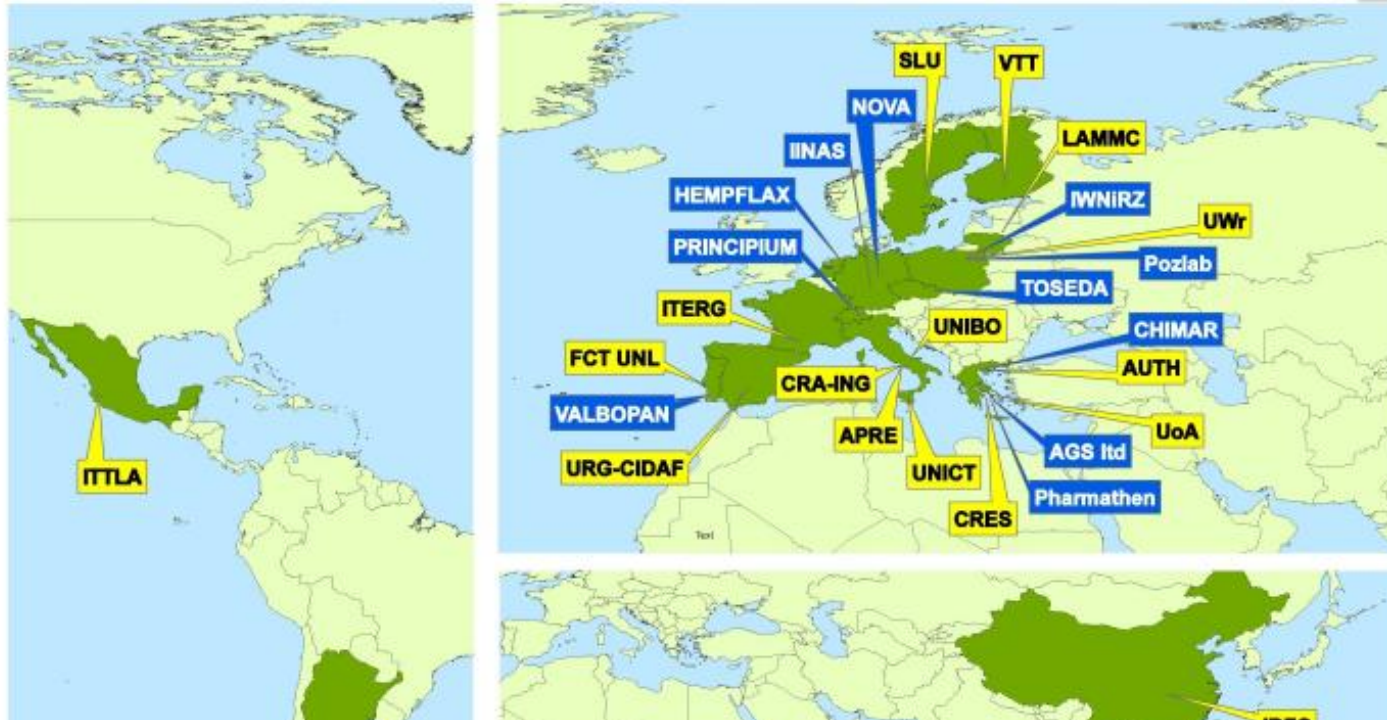 SLU
VTT
NOVA
LAMMC
IINAS
HEMPFLAX
IWNiRZ
UWr
PRINCIPIUM
Pozlab
TOSEDA
ITERG
UNIBO
CHIMAR
FCT UNL
CRA-ING
AUTH
VALBOPAN
APRE
UoA
AGS ltd
URG-CIDAF
UNICT
ITTLA
Pharmathen
CRES
Text